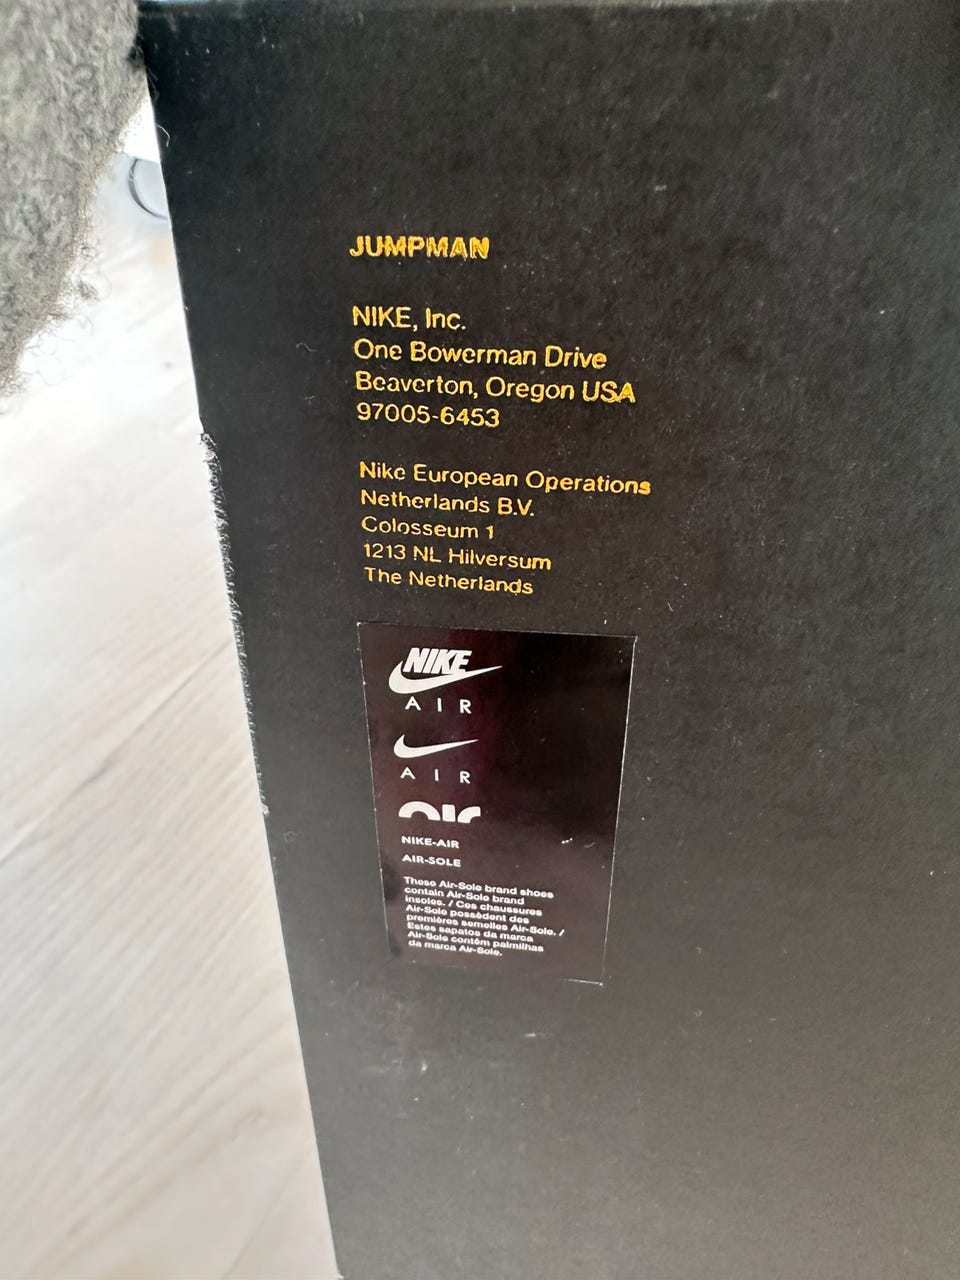 JUMPMAN
NIKE, Inc.
One Bowerman Drive
Beaverton, Oregon USA
97005-6453
Nike European Operations
Netherlands B.V.
Colosseum 1
1213 NL Hilversum
The Netherlands
NIKE
AIR
AIR
air
NIKE-AIR
AIR-SOLE
These Air-Sole brand shoes
contain Air-Sole brand
insoles. / Ces chaussures
Air-Sole possèdent des
premières semelles Air-Sole. /
Estes sapatos da marca
Air-Sole contêm palmilhas
da marca Air-Sole.